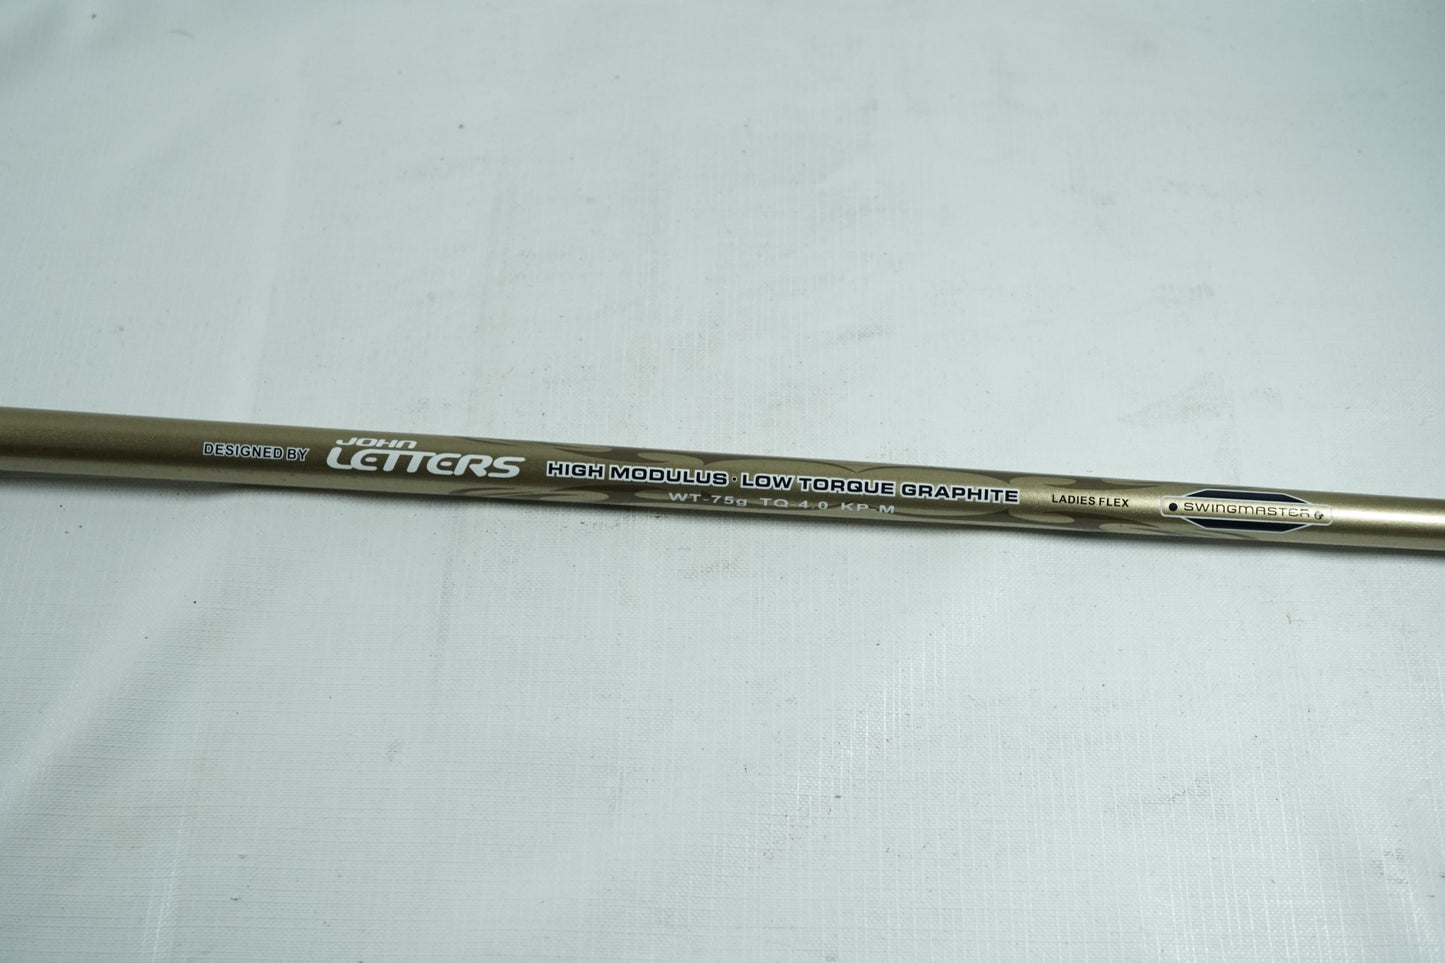 DESIGNED BY JOHN LETTERS HIGH MODULUS · LOW TORQUE GRAPHITE LADIES FLEX SWINGMASTER
WT-75g TQ-4.0 KP-M